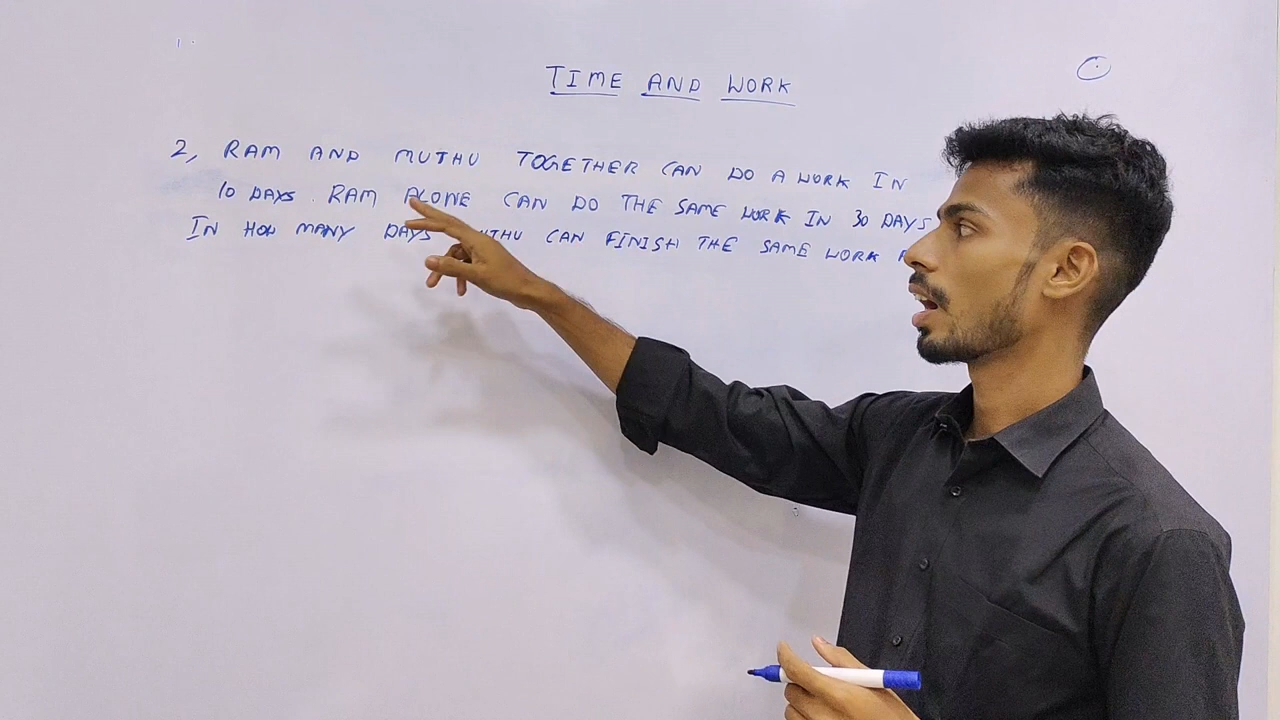 TIME AND WORK
2, RAM AND MUTHU TOGETHER CAN DO A WORK IN
10 DAYS. RAM ALONE CAN DO THE SAME WORK IN 30 DAYS
IN HOW MANY DAYS CAN FINISH THE SAME WORK